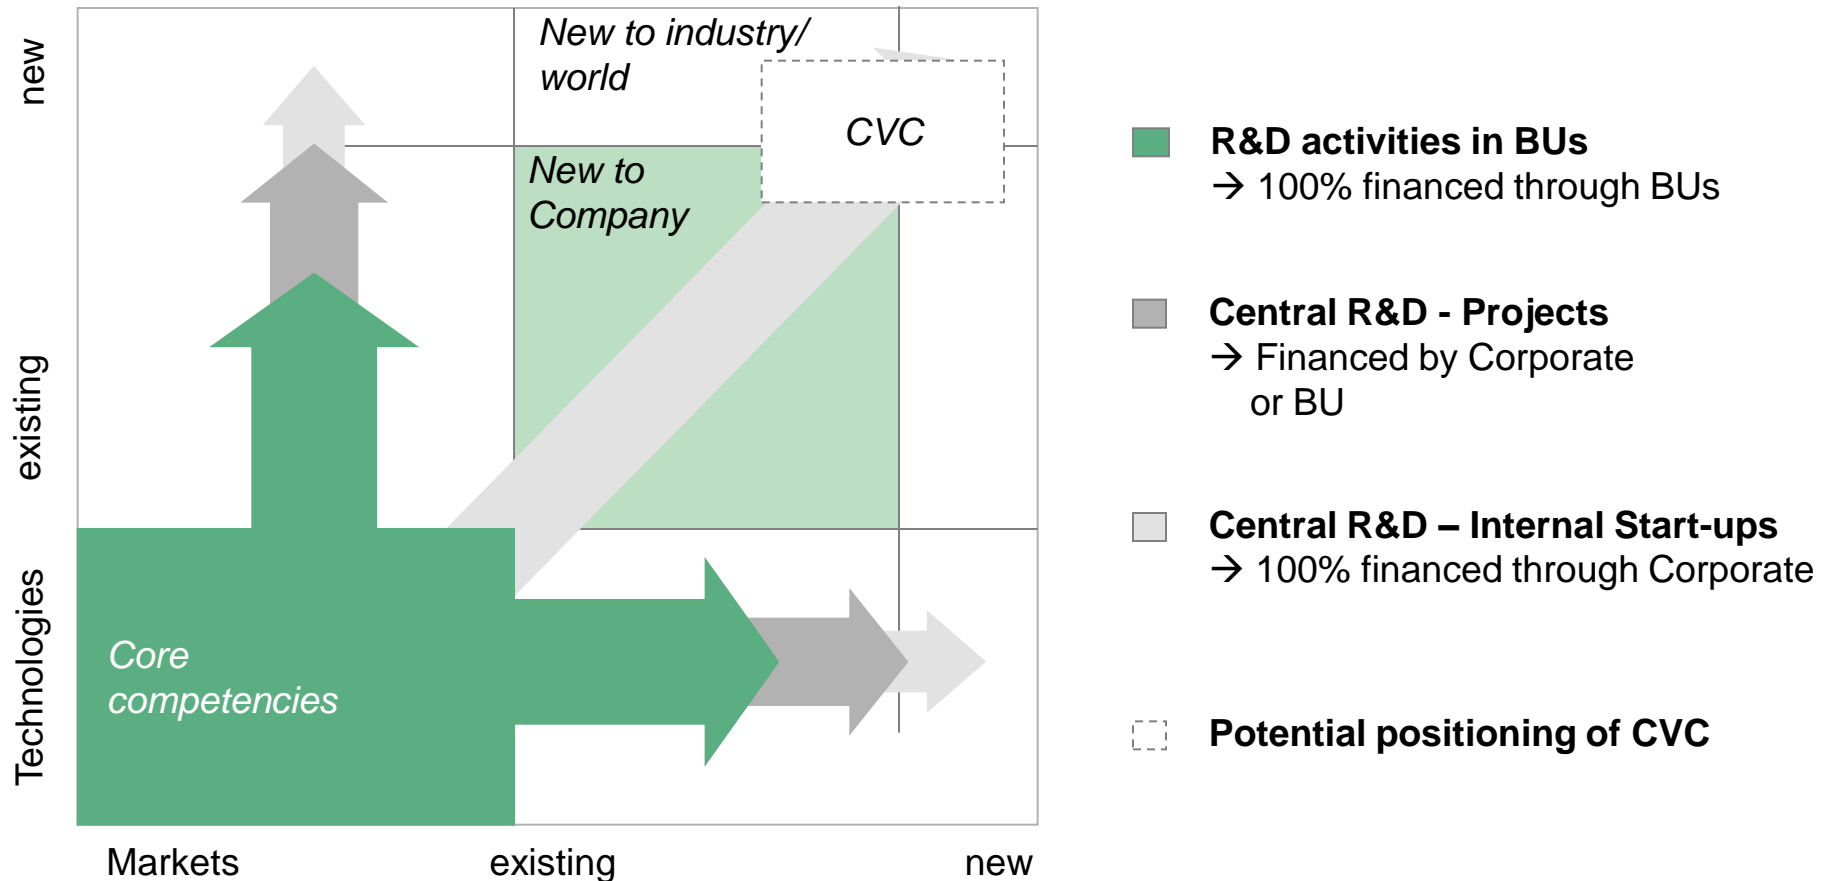 new
existing
Technologies
New to industry/
world
CVC
New to
Company
Core
competencies
Markets
existing
new
R&D activities in BUs
→ 100% financed through BUs
Central R&D - Projects
→ Financed by Corporate
or BU
Central R&D – Internal Start-ups
→ 100% financed through Corporate
Potential positioning of CVC